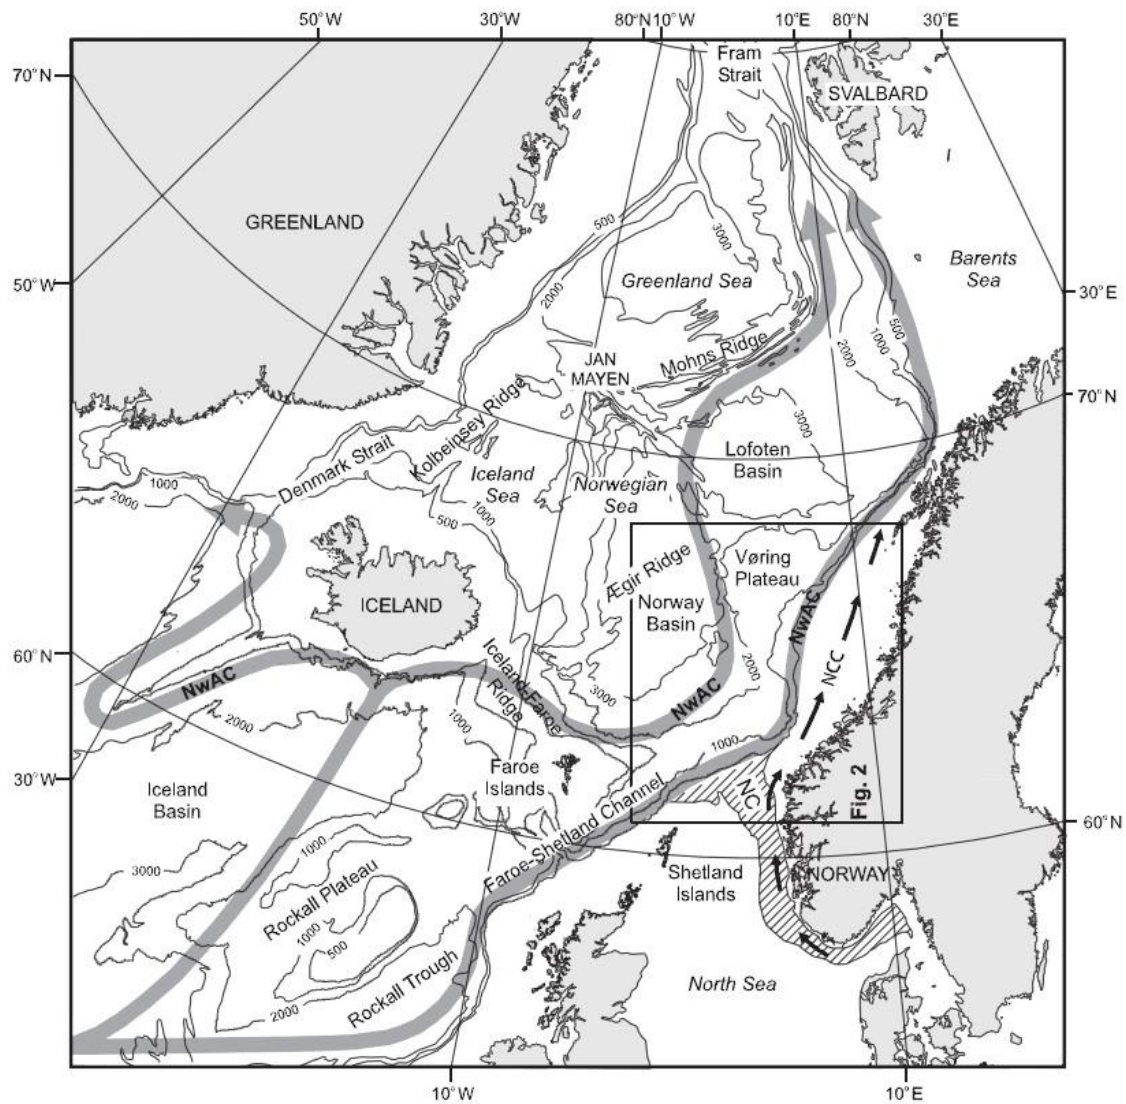 50°W
30°W
80°N
10°W
10°E
80°N
30°E
70°N
Fram
Strait
SVALBARD
GREENLAND
500
3000
Barents
Sea
Greenland Sea
50°W
2000
30°E
500
1000
2000
Mohns Ridge
JAN
MAYEN
70°N
Kolbeinsey Ridge
3000
Lofoten
Basin
Denmark Strait
Iceland
Sea
Norwegian
Sea
1000
2000
1000
500
Vøring
Plateau
Ægir Ridge
ICELAND
Norway
Basin
NwAC
NCC
60°N
NwAC
Iceland-Faroe
Ridge
2000
3000
NwAC
2000
1000
1000
30°W
Iceland
Basin
Faroe
Islands
NC
Fig. 2
60°N
Faroe-Shetland Channel
1000
3000
Rockall Plateau
Shetland
Islands
NORWAY
1000
500
Rockall Trough
2000
North Sea
10°W
10°E